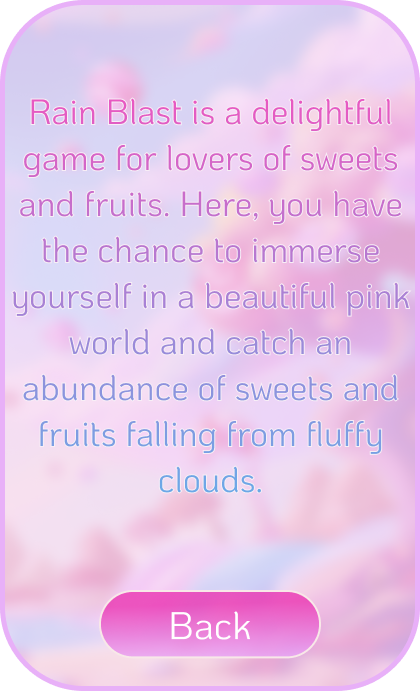 Rain Blast is a delightful
game for lovers of sweets
and fruits. Here, you have
the chance to immerse
yourself in a beautiful pink
world and catch an
abundance of sweets and
fruits falling from fluffy
clouds.
Back